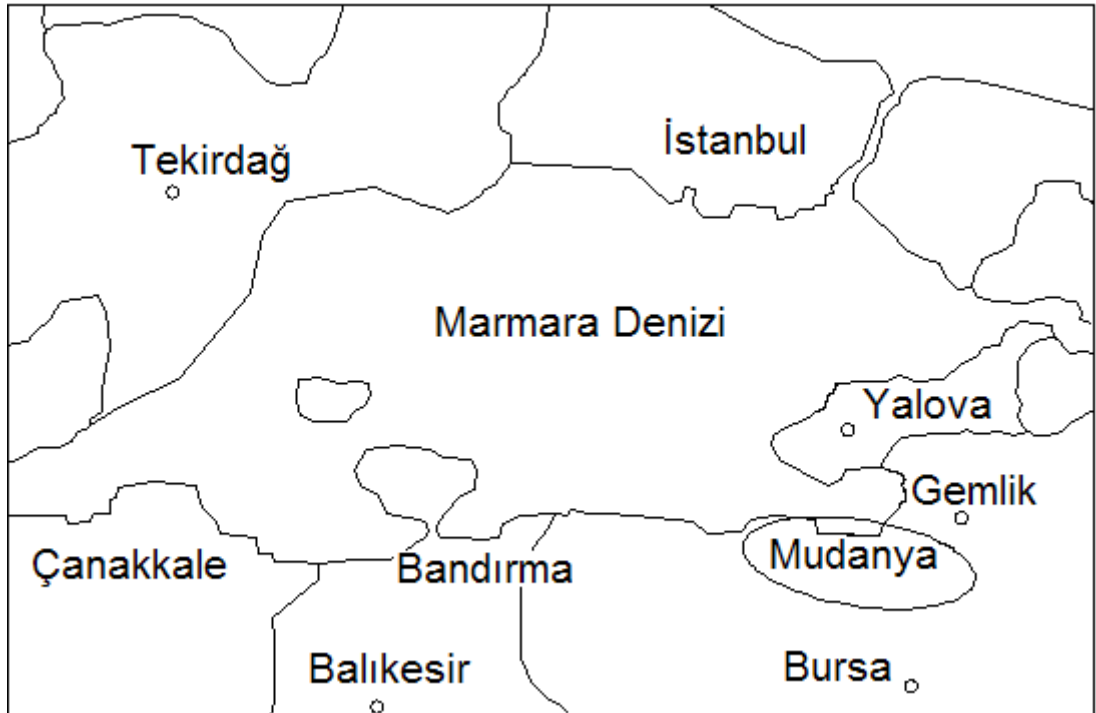 İstanbul
Tekirdağ
Marmara Denizi
Yalova
Gemlik
Mudanya
Çanakkale
Bandırma
Balıkesir
Bursa